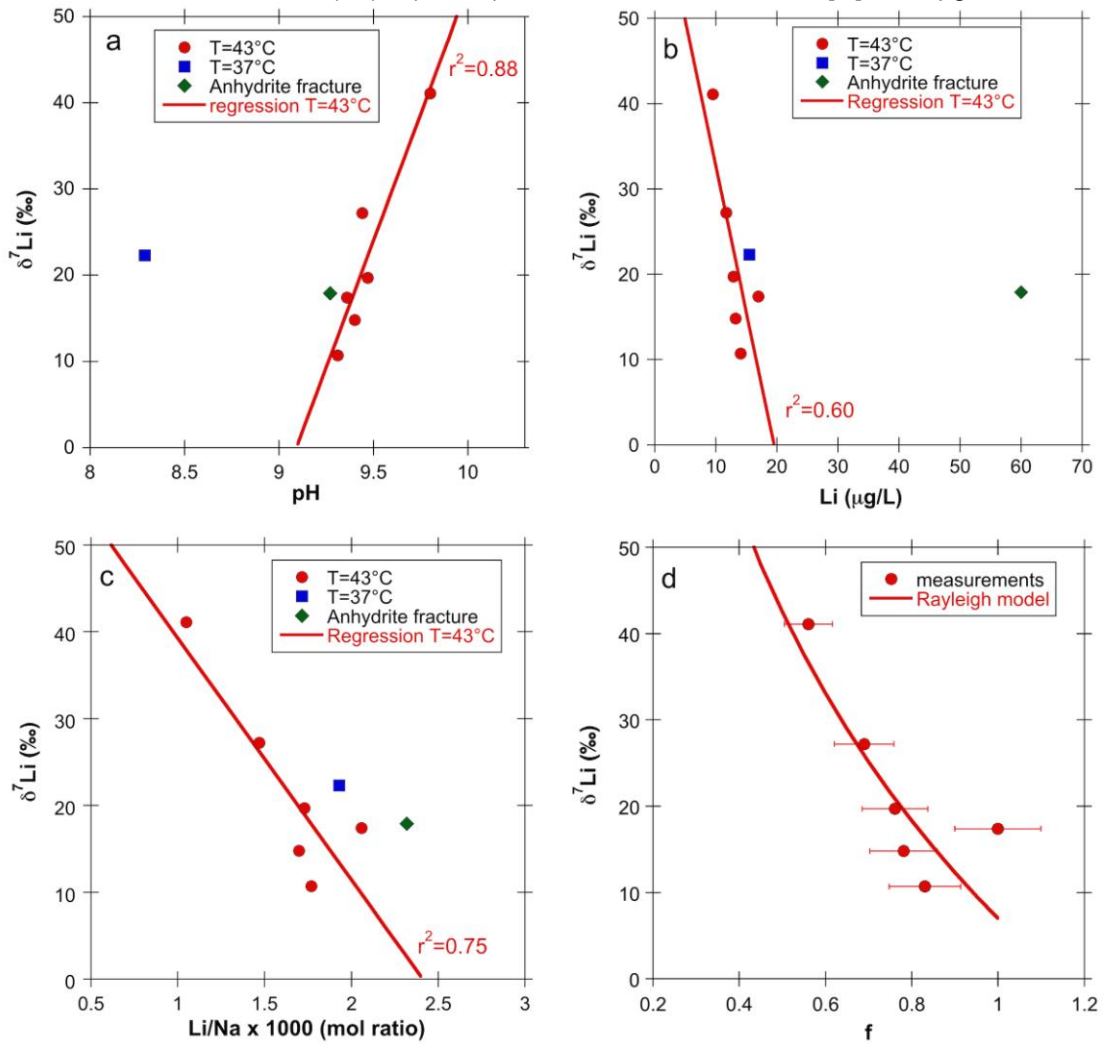 a
T=43°C
T=37°C
Anhydrite fracture
regression T=43°C
r²=0.88
50
40
30
20
10
0
δ⁷Li (‰)
8 8.5 9 9.5 10
pH
b
T=43°C
T=37°C
Anhydrite fracture
Regression T=43°C
r²=0.60
50
40
30
20
10
0
δ⁷Li (‰)
0 10 20 30 40 50 60 70
Li (μg/L)
c
T=43°C
T=37°C
Anhydrite fracture
Regression T=43°C
r²=0.75
50
40
30
20
10
0
δ⁷Li (‰)
0.5 1 1.5 2 2.5 3
Li/Na x 1000 (mol ratio)
d
measurements
Rayleigh model
50
40
30
20
10
0
δ⁷Li (‰)
0.2 0.4 0.6 0.8 1 1.2
f